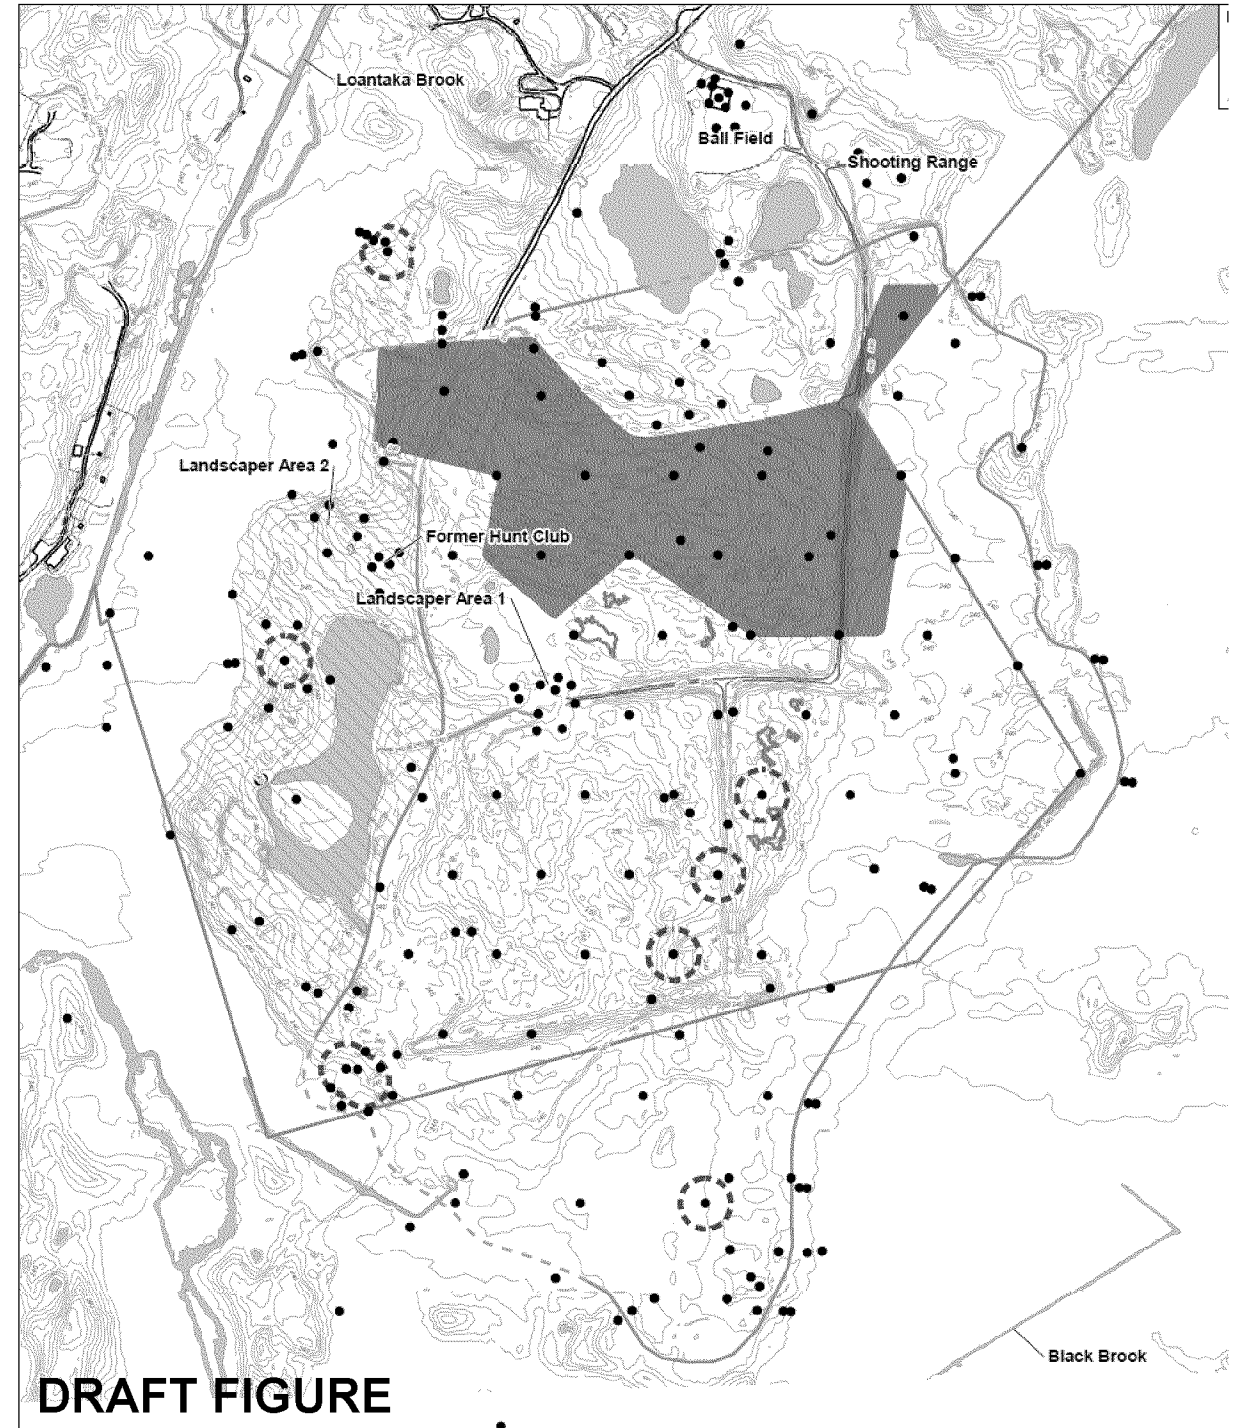 Loantaka Brook
Ball Field
Shooting Range
Landscaper Area 2
Former Hunt Club
Landscaper Area 1
Black Brook
DRAFT FIGURE